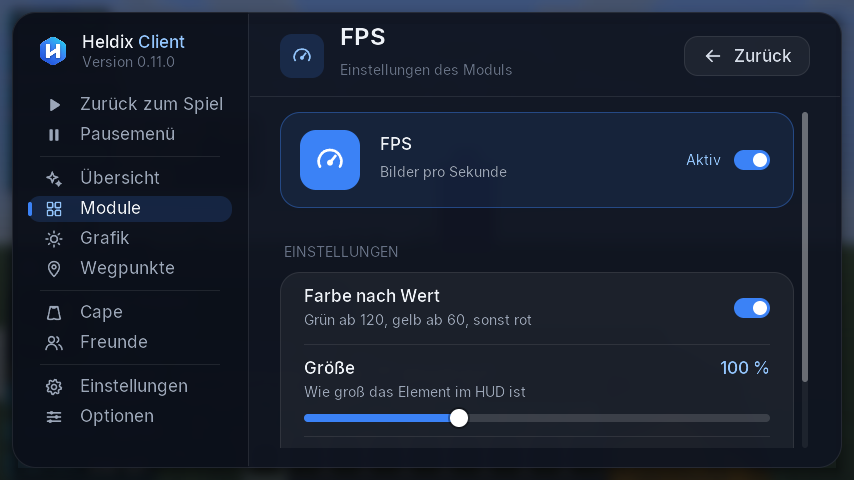 Heldix Client
Version 0.11.0
Zurück zum Spiel
Pausemenü
Übersicht
Module
Grafik
Wegpunkte
Cape
Freunde
Einstellungen
Optionen
FPS
Einstellungen des Moduls
Zurück
FPS
Bilder pro Sekunde
Aktiv
EINSTELLUNGEN
Farbe nach Wert
Grün ab 120, gelb ab 60, sonst rot
Größe
100 %
Wie groß das Element im HUD ist